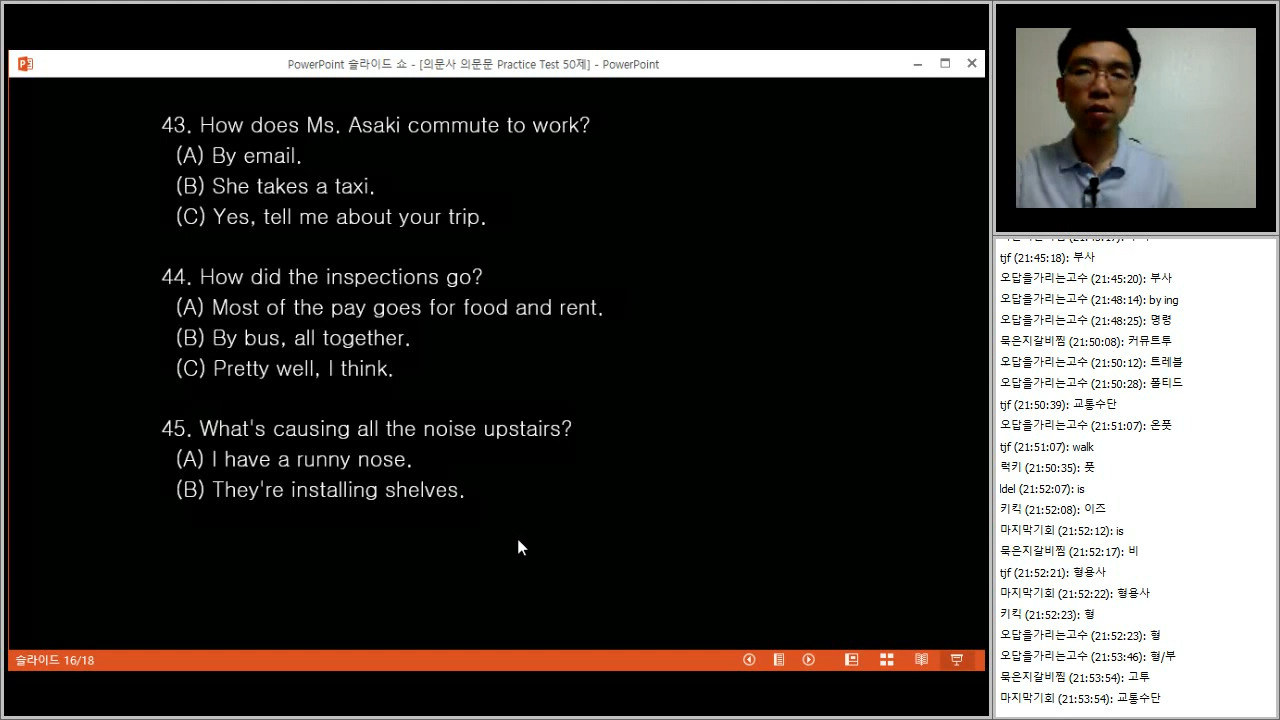 PowerPoint 슬라이드 쇼 - [의문사 의문문 Practice Test 50제] - PowerPoint
43. How does Ms. Asaki commute to work?
(A) By email.
(B) She takes a taxi.
(C) Yes, tell me about your trip.
44. How did the inspections go?
(A) Most of the pay goes for food and rent.
(B) By bus, all together.
(C) Pretty well, I think.
45. What's causing all the noise upstairs?
(A) I have a runny nose.
(B) They're installing shelves.
슬라이드 16/18
tjf (21:45:18): 부사
오답을가리는고수 (21:45:20): 부사
오답을가리는고수 (21:48:14): by ing
오답을가리는고수 (21:48:25): 명령
묵은지갈비찜 (21:50:08): 커뮤트투
오답을가리는고수 (21:50:12): 트레블
오답을가리는고수 (21:50:28): 폴티드
tjf (21:50:39): 교통수단
오답을가리는고수 (21:51:07): 온풋
tjf (21:51:07): walk
럭키 (21:50:35): 풋
ldel (21:52:07): is
키킥 (21:52:08): 이즈
마지막기회 (21:52:12): is
묵은지갈비찜 (21:52:17): 비
tjf (21:52:21): 형용사
마지막기회 (21:52:22): 형용사
키킥 (21:52:23): 형
오답을가리는고수 (21:52:23): 형
오답을가리는고수 (21:53:46): 형/부
묵은지갈비찜 (21:53:54): 고투
마지막기회 (21:53:54): 교통수단